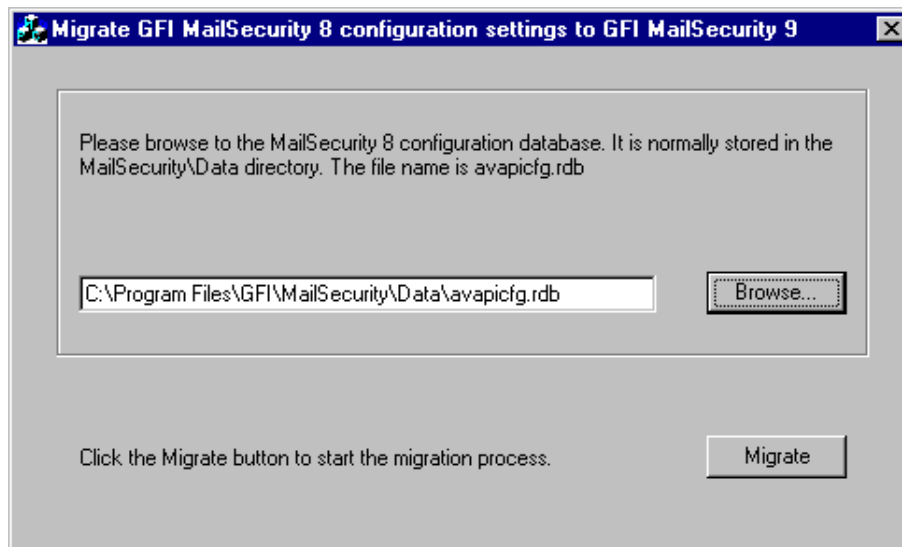 Migrate GFI MailSecurity 8 configuration settings to GFI MailSecurity 9
Please browse to the MailSecurity 8 configuration database. It is normally stored in the
MailSecurity\Data directory. The file name is avapicfg.rdb
C:\Program Files\GFI\MailSecurity\Data\avapicfg.rdb
Browse...
Click the Migrate button to start the migration process.
Migrate